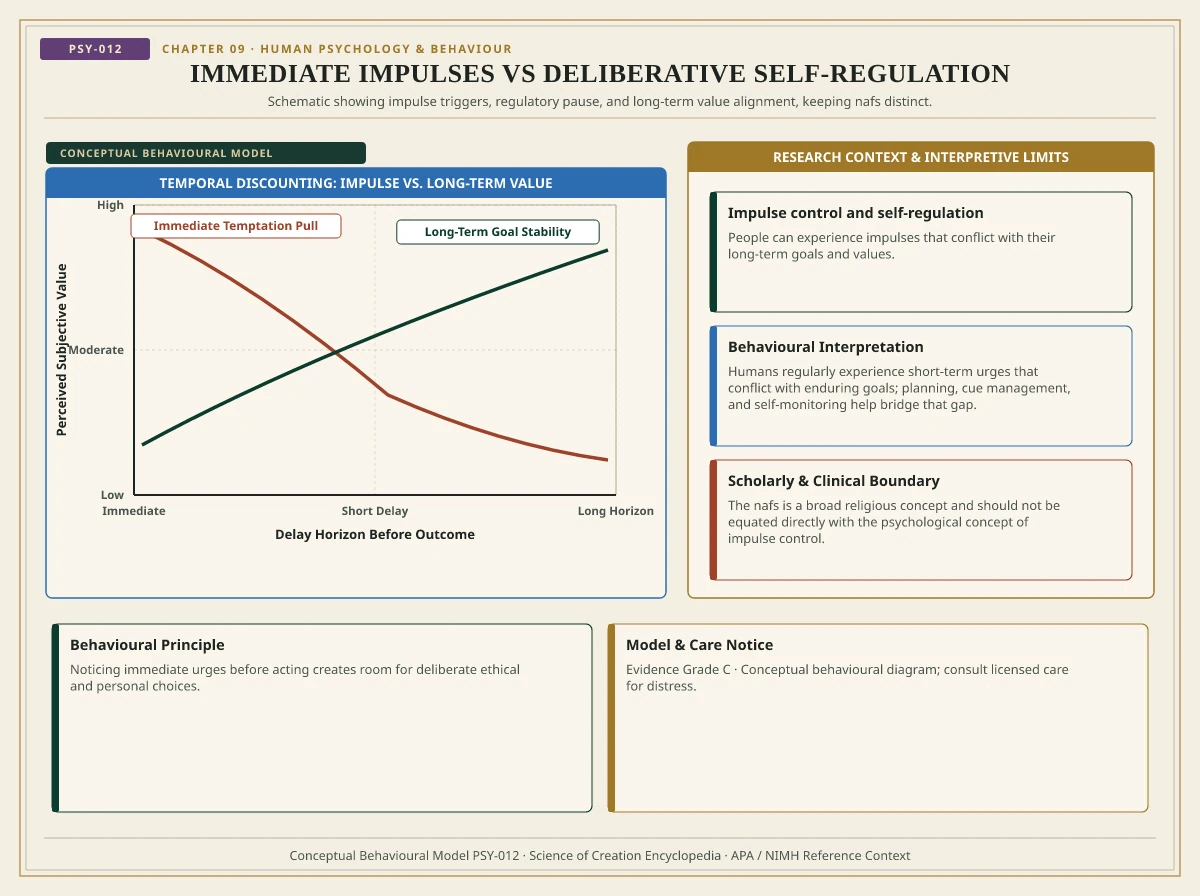 PSY-012
CHAPTER 09 · HUMAN PSYCHOLOGY & BEHAVIOUR
IMMEDIATE IMPULSES VS DELIBERATIVE SELF-REGULATION
Schematic showing impulse triggers, regulatory pause, and long-term value alignment, keeping nafs distinct.
CONCEPTUAL BEHAVIOURAL MODEL
TEMPORAL DISCOUNTING: IMPULSE VS. LONG-TERM VALUE
High
Immediate Temptation Pull
Long-Term Goal Stability
Perceived Subjective Value
Moderate
Low
Immediate
Short Delay
Long Horizon
Delay Horizon Before Outcome
RESEARCH CONTEXT & INTERPRETIVE LIMITS
Impulse control and self-regulation
People can experience impulses that conflict with their
long-term goals and values.
Behavioural Interpretation
Humans regularly experience short-term urges that
conflict with enduring goals; planning, cue management,
and self-monitoring help bridge that gap.
Scholarly & Clinical Boundary
The nafs is a broad religious concept and should not be
equated directly with the psychological concept of
impulse control.
Behavioural Principle
Noticing immediate urges before acting creates room for deliberate ethical
and personal choices.
Model & Care Notice
Evidence Grade C · Conceptual behavioural diagram; consult licensed care
for distress.
Conceptual Behavioural Model PSY-012 · Science of Creation Encyclopedia · APA / NIMH Reference Context